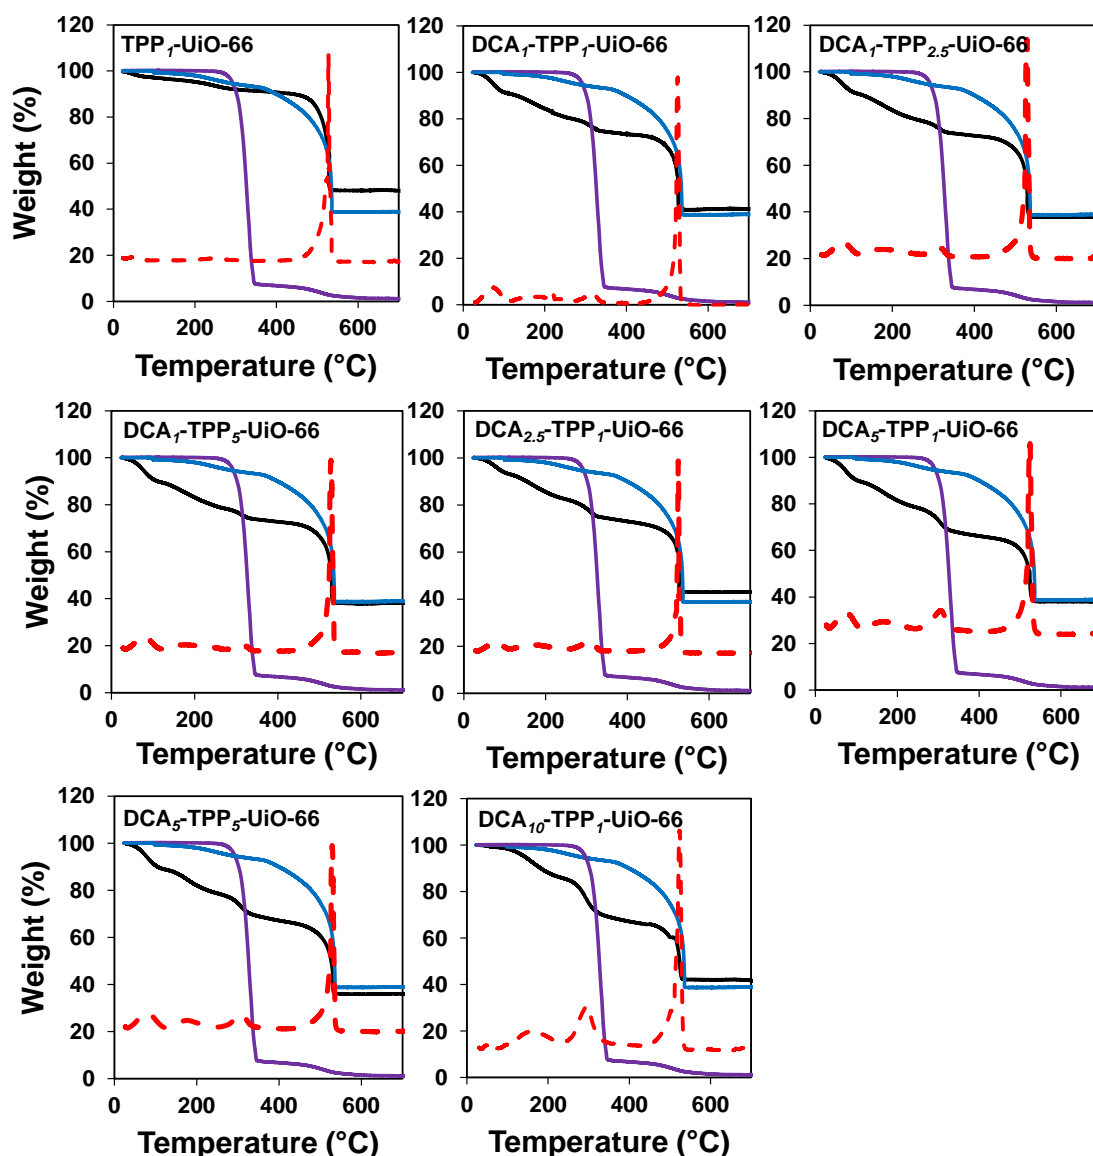 TPP1-UiO-66
DCA1-TPP1-UiO-66
DCA1-TPP2.5-UiO-66
120
100
80
60
40
20
0
0 200 400 600
Weight (%)
Temperature (°C)
120
100
80
60
40
20
0
0 200 400 600
Temperature (°C)
120
100
80
60
40
20
0
0 200 400 600
Temperature (°C)
DCA1-TPP5-UiO-66
DCA2.5-TPP1-UiO-66
DCA5-TPP1-UiO-66
120
100
80
60
40
20
0
0 200 400 600
Weight (%)
Temperature (°C)
120
100
80
60
40
20
0
0 200 400 600
Temperature (°C)
120
100
80
60
40
20
0
0 200 400 600
Temperature (°C)
DCA5-TPP5-UiO-66
DCA10-TPP1-UiO-66
120
100
80
60
40
20
0
0 200 400 600
Weight (%)
Temperature (°C)
120
100
80
60
40
20
0
0 200 400 600
Temperature (°C)